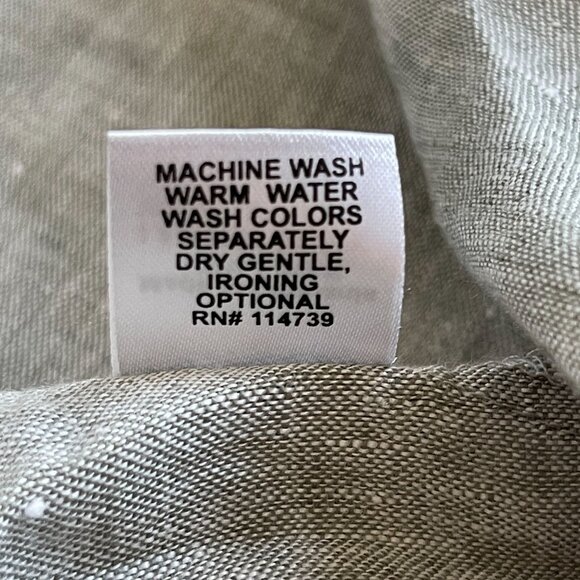 MACHINE WASH
WARM WATER
WASH COLORS
SEPARATELY
DRY GENTLE,
IRONING
OPTIONAL
RN# 114739